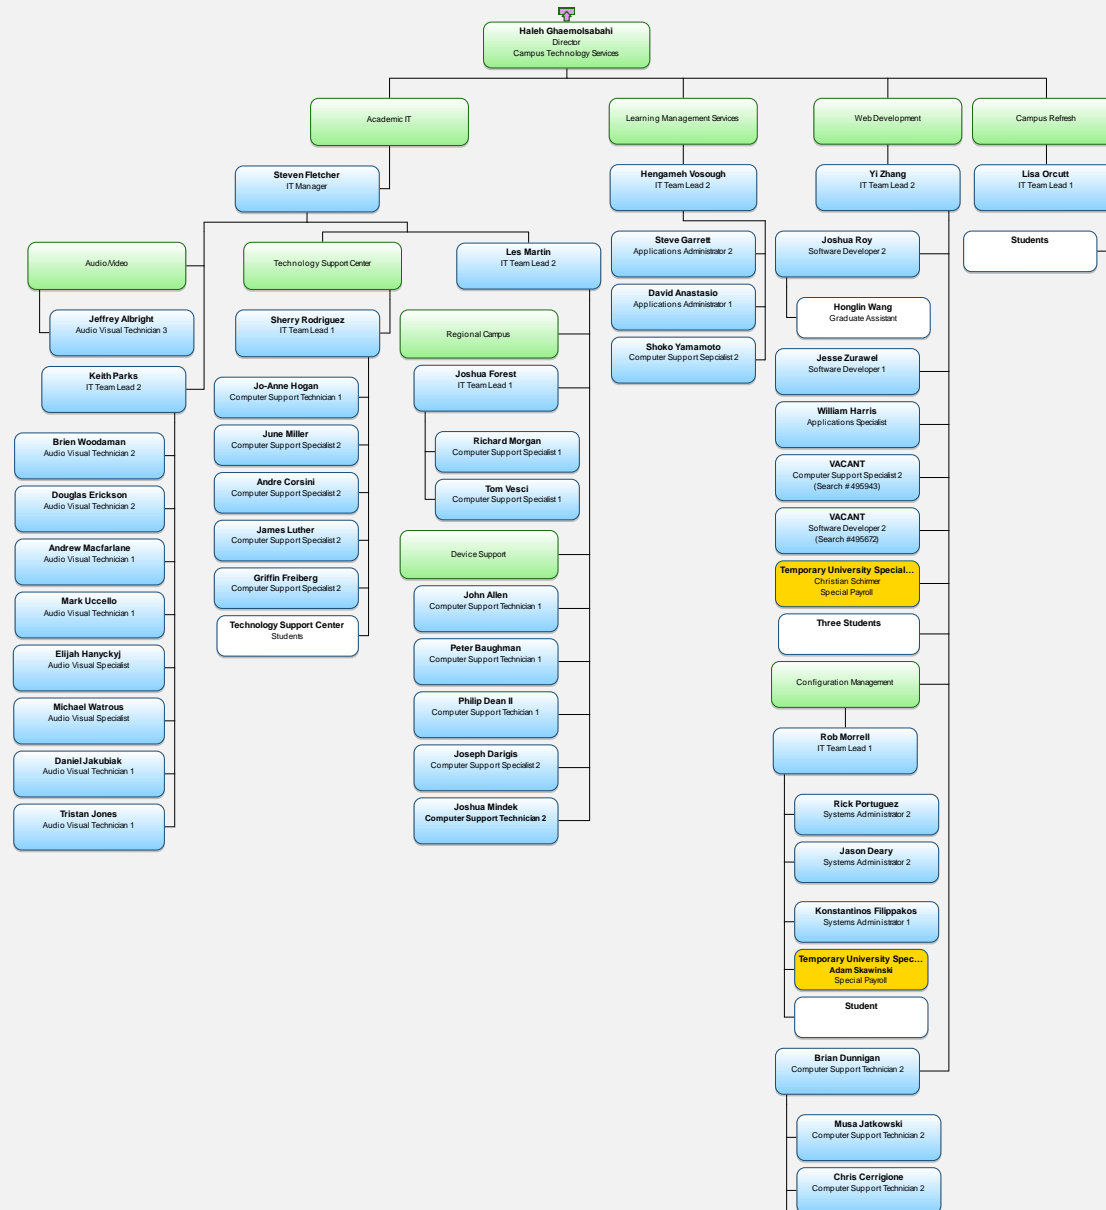 Haleh Ghaemolsabahi
Director
Campus Technology Services
Academic IT
Learning Management Services
Web Development
Campus Refresh
Steven Fletcher
IT Manager
Hengameh Vosough
IT Team Lead 2
Yi Zhang
IT Team Lead 2
Lisa Orcutt
IT Team Lead 1
Audio/Video
Jeffrey Albright
Audio Visual Technician 3
Keith Parks
IT Team Lead 2
Brien Woodaman
Audio Visual Technician 2
Douglas Erickson
Audio Visual Technician 2
Andrew Macfarlane
Audio Visual Technician 1
Mark Uccello
Audio Visual Technician 1
Elijah Hanyckyj
Audio Visual Specialist
Michael Watrous
Audio Visual Specialist
Daniel Jakubiak
Audio Visual Technician 1
Tristan Jones
Audio Visual Technician 1
Technology Support Center
Sherry Rodriguez
IT Team Lead 1
Jo-Anne Hogan
Computer Support Technician 1
June Miller
Computer Support Specialist 2
Andre Corsini
Computer Support Specialist 2
James Luther
Computer Support Specialist 2
Griffin Freiberg
Computer Support Specialist 2
Technology Support Center
Students
Les Martin
IT Team Lead 2
Regional Campus
Joshua Forest
IT Team Lead 1
Richard Morgan
Computer Support Specialist 1
Tom Vesci
Computer Support Specialist 1
Device Support
John Allen
Computer Support Technician 1
Peter Baughman
Computer Support Technician 1
Philip Dean II
Computer Support Techician 1
Joseph Darigis
Computer Support Specialist 2
Joshua Mindek
Computer Support Technician 2
Steve Garrett
Applications Administrator 2
David Anastasio
Applications Administrator 1
Shoko Yamamoto
Computer Support Sepcialist 2
Joshua Roy
Software Developer 2
Honglin Wang
Graduate Assistant
Jesse Zurawel
Software Developer 1
William Harris
Applications Specialist
VACANT
Computer Support Specialist 2
(Search # 495943)
VACANT
Software Developer 2
(Search #495672)
Temporary University Special...
Christian Schirmer
Special Payroll
Three Students
Configuration Management
Rob Morrell
IT Team Lead 1
Rick Portuguez
Systems Administrator 2
Jason Deary
Systems Administrator 2
Konstantinos Filippakos
Systems Administrator 1
Temporary University Spec...
Adam Skawinski
Special Payroll
Student
Brian Dunnigan
Computer Support Technician 2
Musa Jatkowski
Computer Support Technician 2
Chris Cerrigione
Computer Support Technician 2
Students